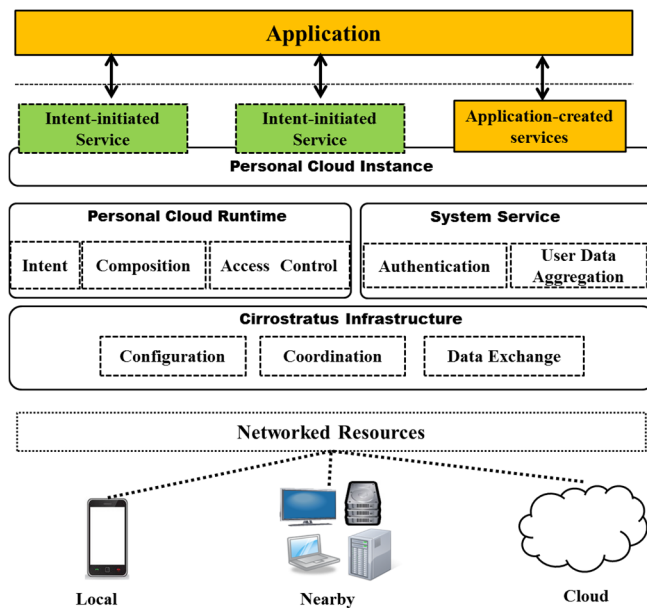 Application
Intent-initiated
Service
Intent-initiated
Service
Application-created
services
Personal Cloud Instance
Personal Cloud Runtime
Intent
Composition
Access Control
System Service
Authentication
User Data
Aggregation
Cirrostratus Infrastructure
Configuration
Coordination
Data Exchange
Networked Resources
Local
Nearby
Cloud